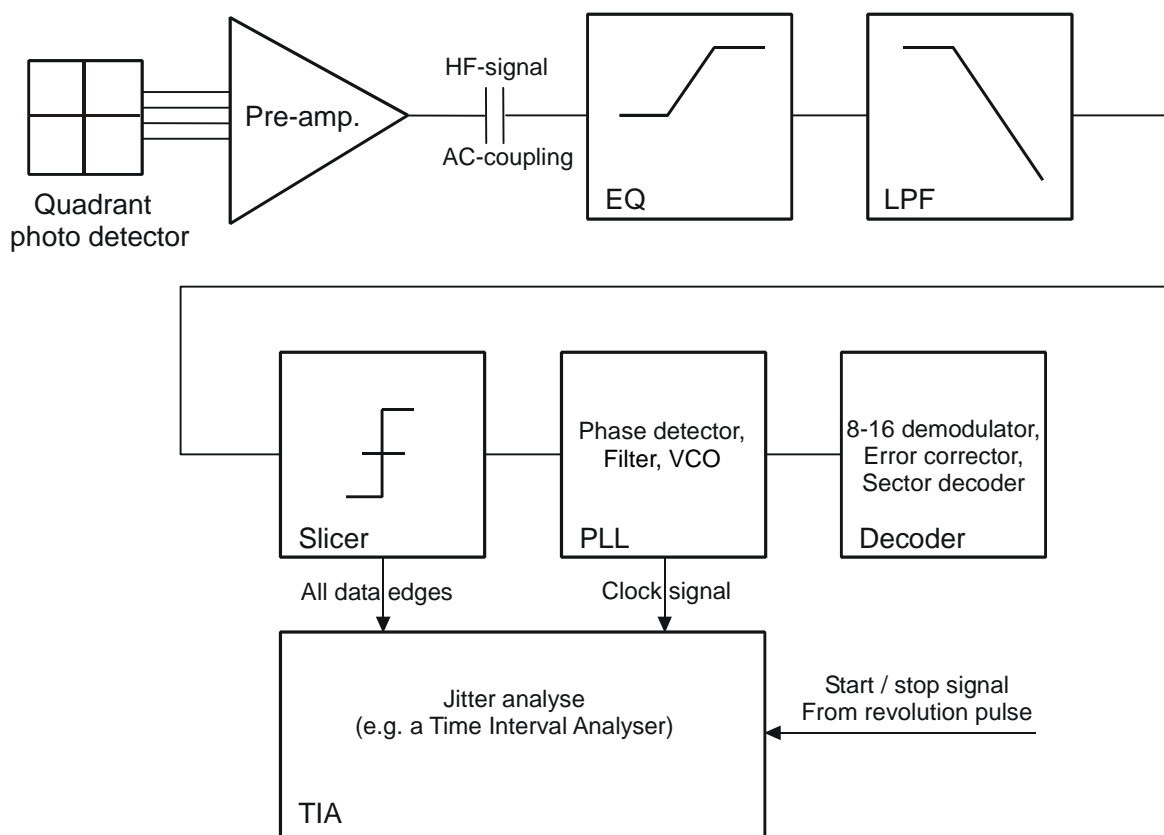 Quadrant
photo detector
Pre-amp.
HF-signal
AC-coupling
EQ
LPF
Slicer
Phase detector,
Filter, VCO
PLL
8-16 demodulator,
Error corrector,
Sector decoder
Decoder
All data edges
Clock signal
Jitter analyse
(e.g. a Time Interval Analyser)
TIA
Start / stop signal
From revolution pulse